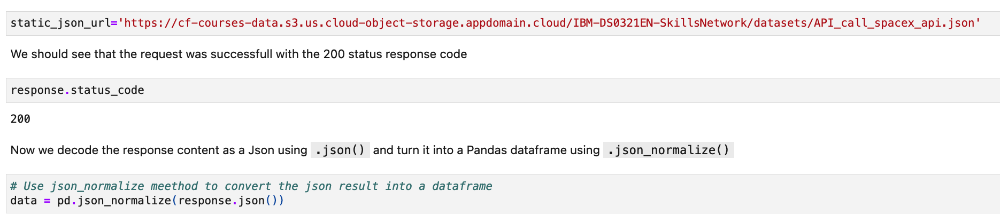 static_json_url='https://cf-courses-data.s3.us.cloud-object-storage.appdomain.cloud/IBM-DS0321EN-SkillsNetwork/datasets/API_call_spacex_api.json'
We should see that the request was successfull with the 200 status response code
response.status_code
200
Now we decode the response content as a Json using .json() and turn it into a Pandas dataframe using .json_normalize()
# Use json_normalize meethod to convert the json result into a dataframe
data = pd.json_normalize(response.json())